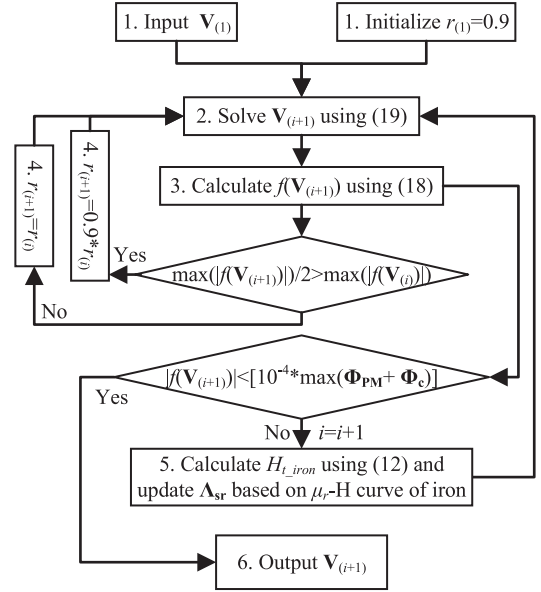 1. Input V(1)
1. Initialize r(1)=0.9
2. Solve V(i+1) using (19)
3. Calculate f(V(i+1)) using (18)
4. r(i+1)=r(i)
4. r(i+1)=0.9*r(i)
Yes
max(|f(V(i+1))|)/2>max(|f(V(i))|)
No
|f(V(i+1))|<[10-4*max(ΦPM+ Φc)]
Yes
No i=i+1
5. Calculate Ht_iron using (12) and
update Λsr based on μr-H curve of iron
6. Output V(i+1)